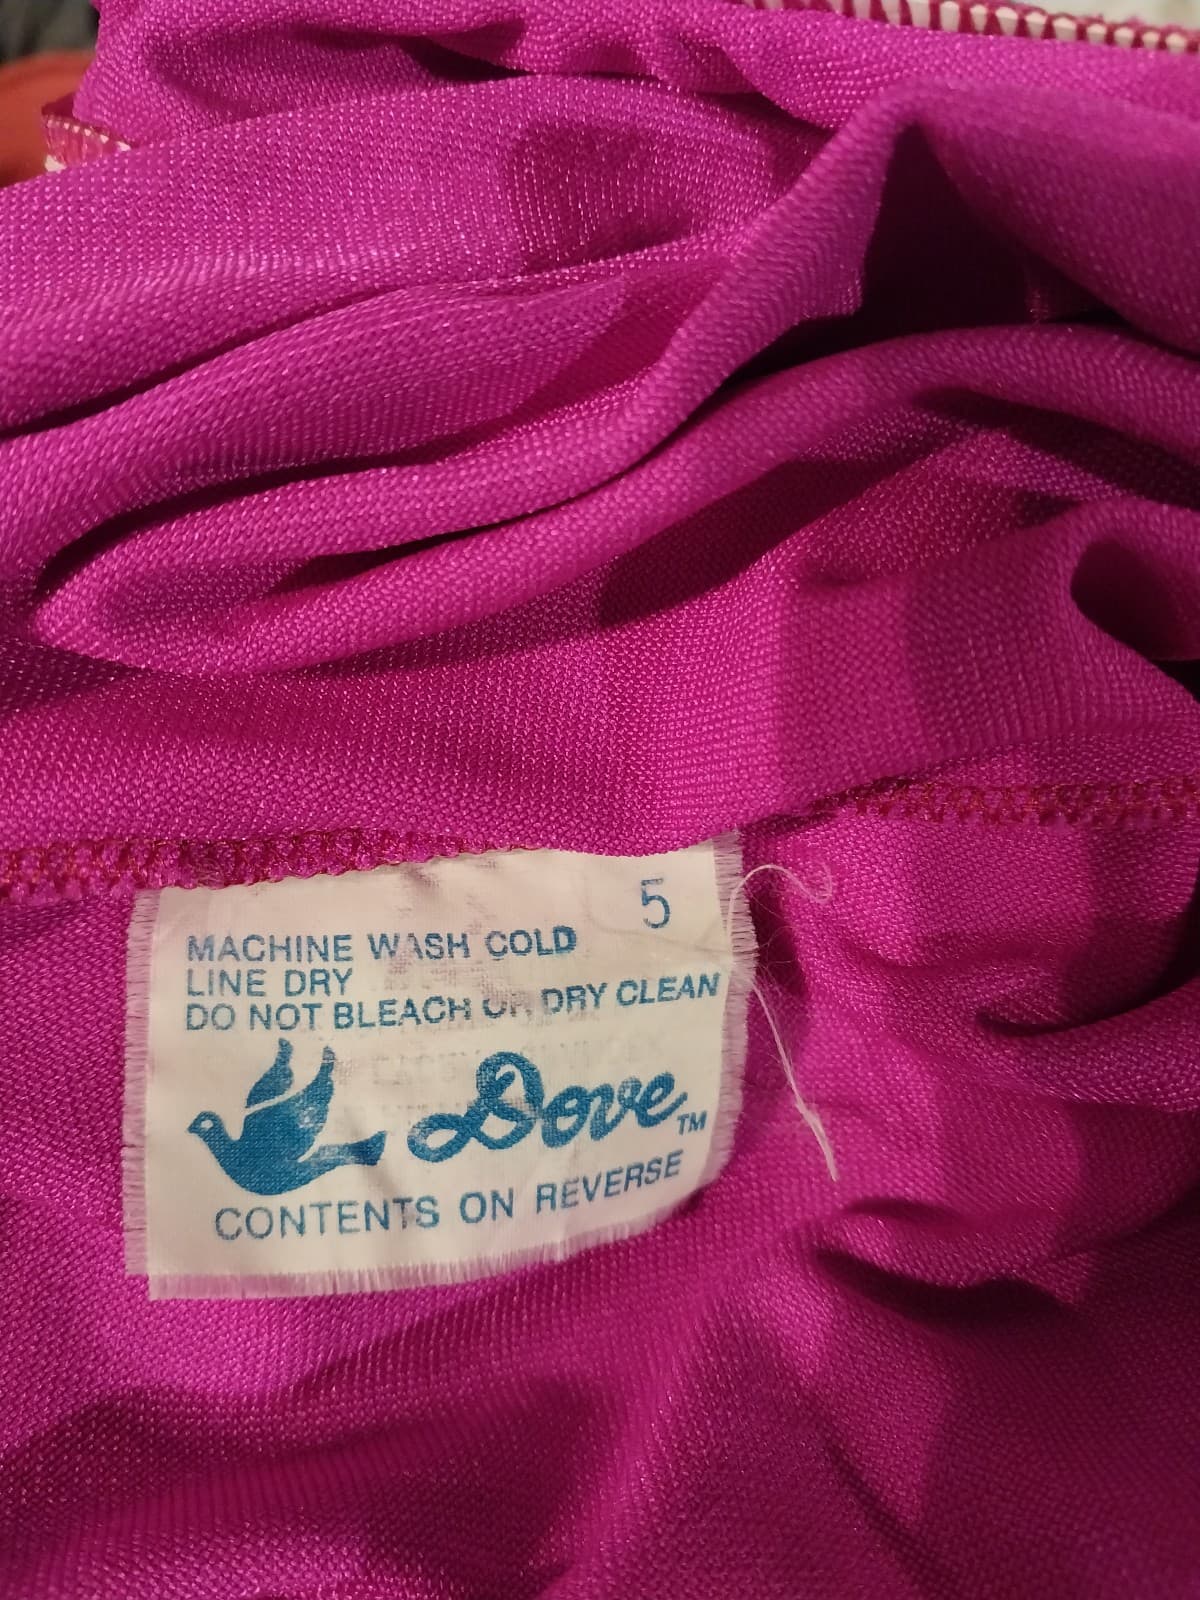 5
MACHINE WASH COLD
LINE DRY
DO NOT BLEACH OR DRY CLEAN
Dove TM
CONTENTS ON REVERSE